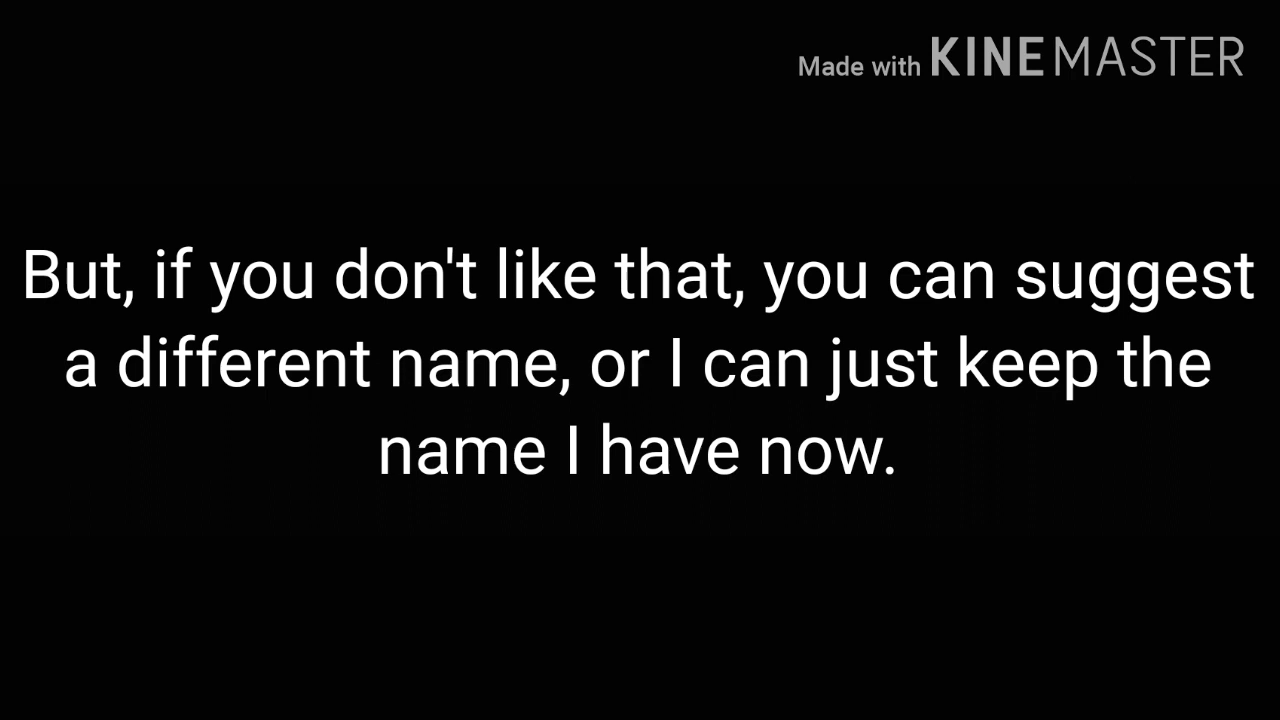 Made with KINEMASTER
But, if you don't like that, you can suggest
a different name, or I can just keep the
name I have now.